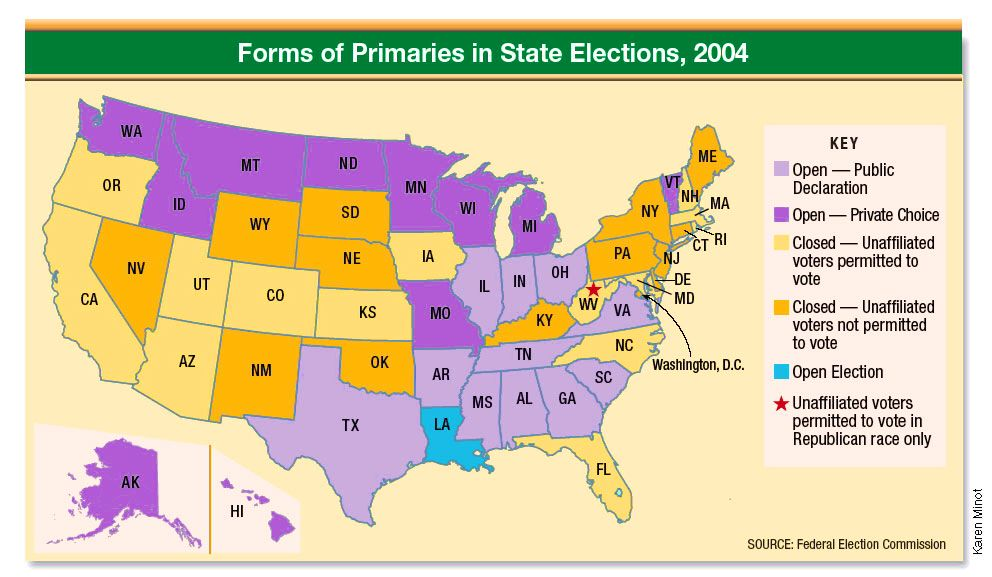 Forms of Primaries in State Elections, 2004
WA
MT
ND
MN
ME
OR
ID
WI
VT
NH
MA
WY
SD
MI
NY
RI
CT
NV
NE
IA
PA
NJ
UT
CO
IL
IN
OH
DE
MD
CA
KS
MO
WV
VA
KY
Washington, D.C.
AZ
NM
OK
TN
NC
AR
SC
TX
MS
AL
GA
LA
FL
AK
HI
KEY
Open — Public
Declaration
Open — Private Choice
Closed — Unaffiliated
voters permitted to
vote
Closed — Unaffiliated
voters not permitted
to vote
Open Election
Unaffiliated voters
permitted to vote in
Republican race only
SOURCE: Federal Election Commission
Karen Minot